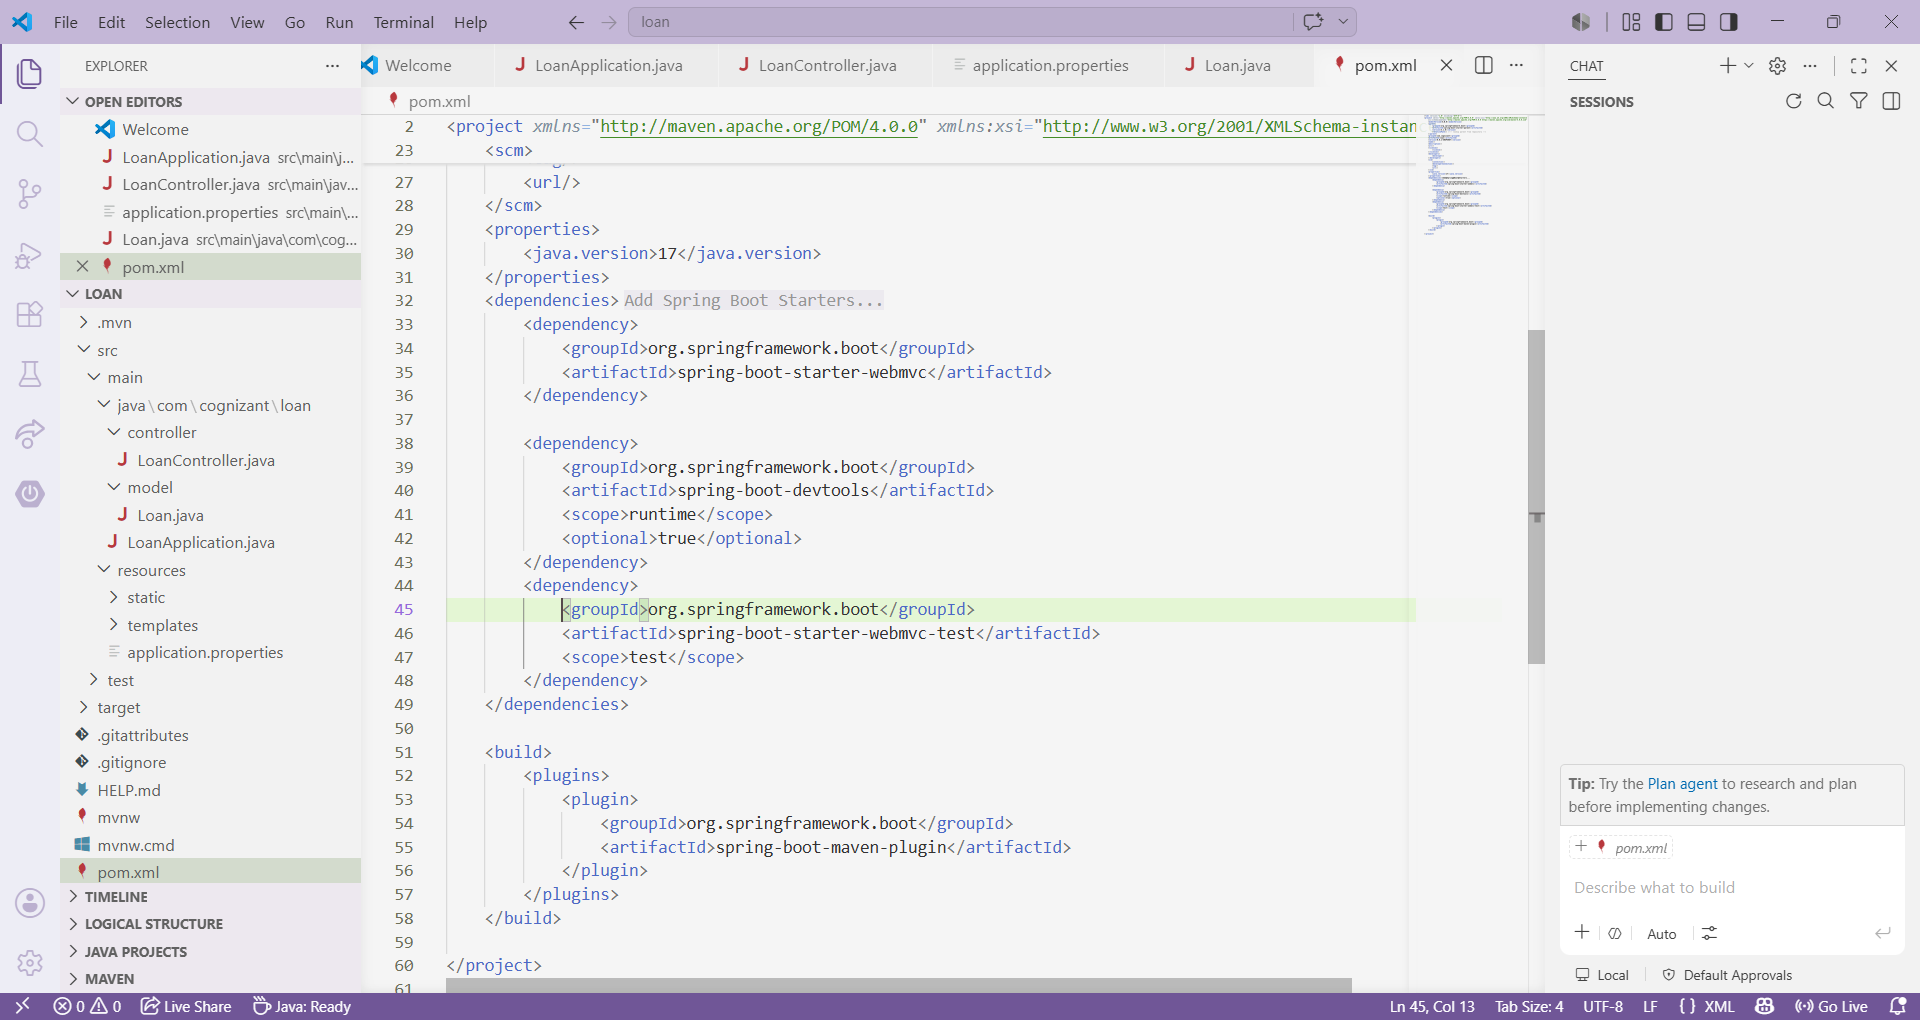 File Edit Selection View Go Run Terminal Help
loan
EXPLORER
OPEN EDITORS
Welcome
LoanApplication.java src\main\j...
LoanController.java src\main\jav...
application.properties src\main\...
Loan.java src\main\java\com\cog...
pom.xml
LOAN
.mvn
src
main
java\com\cognizant\loan
controller
LoanController.java
model
Loan.java
LoanApplication.java
resources
static
templates
application.properties
test
target
.gitattributes
.gitignore
HELP.md
mvnw
mvnw.cmd
pom.xml
TIMELINE
LOGICAL STRUCTURE
JAVA PROJECTS
MAVEN
Welcome LoanApplication.java LoanController.java application.properties Loan.java pom.xml
pom.xml
2 <project xmlns="http://maven.apache.org/POM/4.0.0" xmlns:xsi="http://www.w3.org/2001/XMLSchema-instanc
23 <scm>
27 <url/>
28 </scm>
29 <properties>
30 <java.version>17</java.version>
31 </properties>
32 <dependencies> Add Spring Boot Starters...
33 <dependency>
34 <groupId>org.springframework.boot</groupId>
35 <artifactId>spring-boot-starter-webmvc</artifactId>
36 </dependency>
37
38 <dependency>
39 <groupId>org.springframework.boot</groupId>
40 <artifactId>spring-boot-devtools</artifactId>
41 <scope>runtime</scope>
42 <optional>true</optional>
43 </dependency>
44 <dependency>
45 <groupId>org.springframework.boot</groupId>
46 <artifactId>spring-boot-starter-webmvc-test</artifactId>
47 <scope>test</scope>
48 </dependency>
49 </dependencies>
50
51 <build>
52 <plugins>
53 <plugin>
54 <groupId>org.springframework.boot</groupId>
55 <artifactId>spring-boot-maven-plugin</artifactId>
56 </plugin>
57 </plugins>
58 </build>
59
60 </project>
61
CHAT
SESSIONS
Tip: Try the Plan agent to research and plan
before implementing changes.
pom.xml
Describe what to build
Auto
Local Default Approvals
0 0 Live Share Java: Ready
Ln 45, Col 13 Tab Size: 4 UTF-8 LF {} XML Go Live